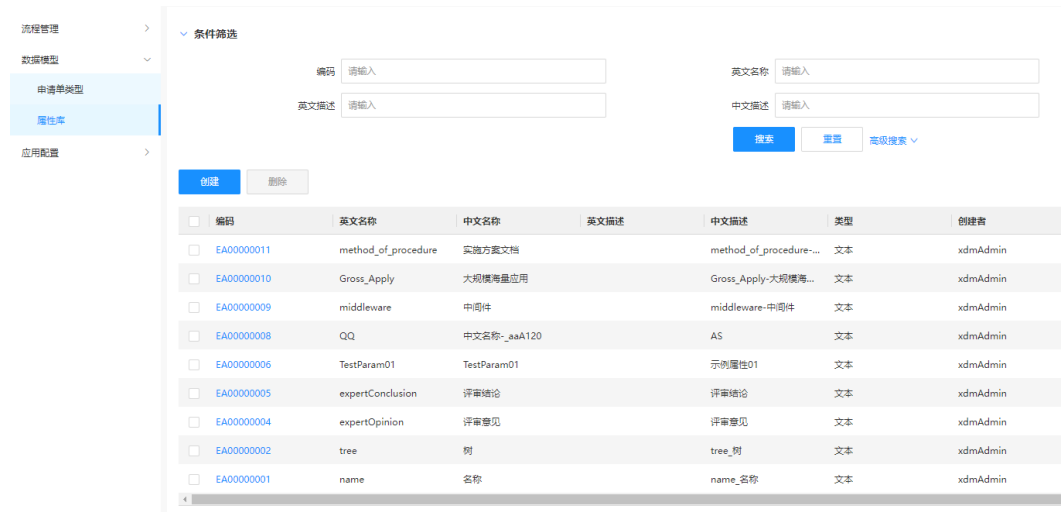 流程管理
数据模型
申请单类型
属性库
应用配置
条件筛选
编码 请输入 英文名称 请输入
英文描述 请输入 中文描述 请输入
搜索 重置 高级搜索
创建 删除
编码 英文名称 中文名称 英文描述 中文描述 类型 创建者
EA00000011 method_of_procedure 实施方案文档 method_of_procedure-... 文本 xdmAdmin
EA00000010 Gross_Apply 大规模海量应用 Gross_Apply-大规模海... 文本 xdmAdmin
EA00000009 middleware 中间件 middleware-中间件 文本 xdmAdmin
EA00000008 QQ 中文名称-_aaA120 AS 文本 xdmAdmin
EA00000006 TestParam01 TestParam01 示例属性01 文本 xdmAdmin
EA00000005 expertConclusion 评审结论 评审结论 文本 xdmAdmin
EA00000004 expertOpinion 评审意见 评审意见 文本 xdmAdmin
EA00000002 tree 树 tree_树 文本 xdmAdmin
EA00000001 name 名称 name_名称 文本 xdmAdmin